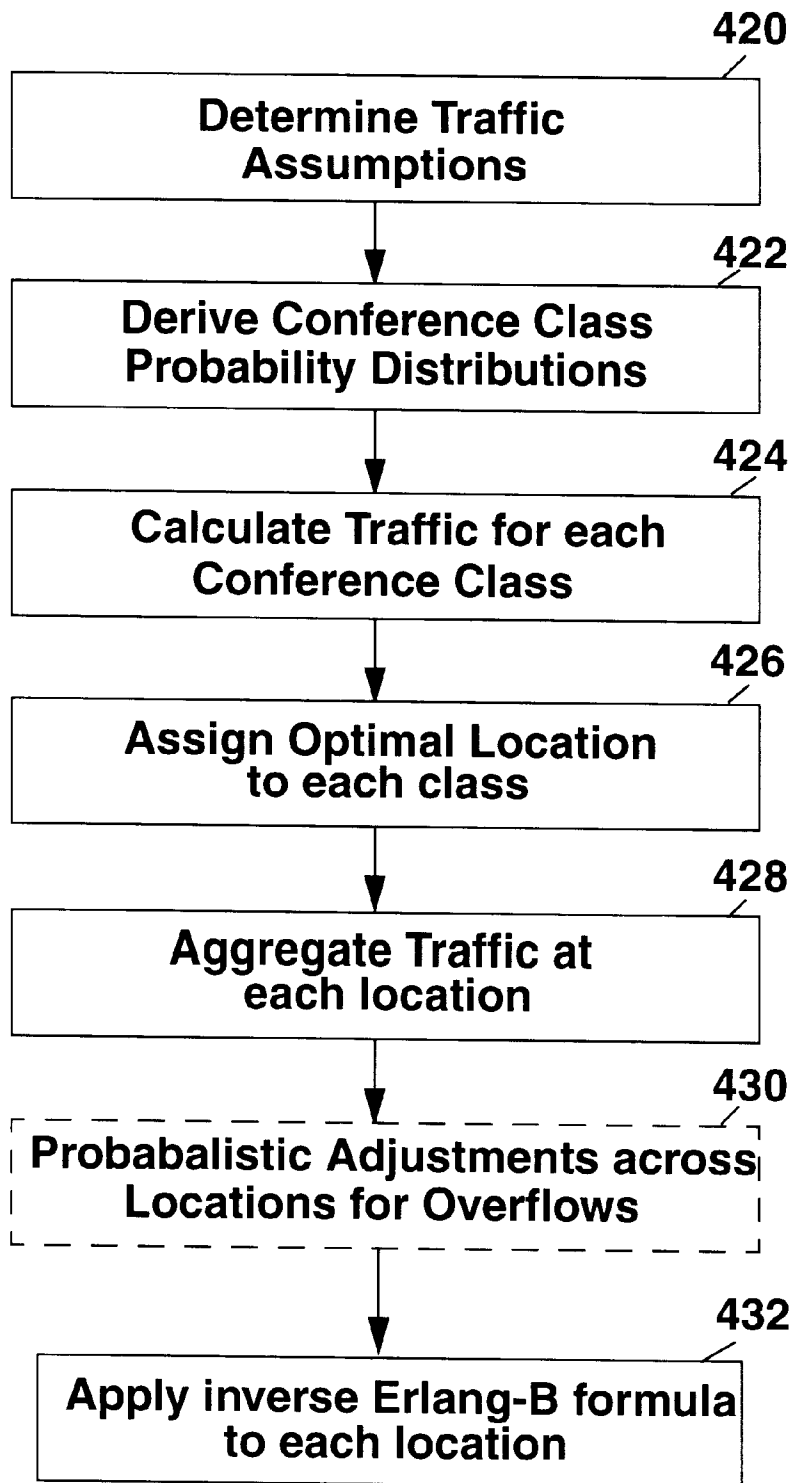 420
Determine Traffic
Assumptions
422
Derive Conference Class
Probability Distributions
424
Calculate Traffic for each
Conference Class
426
Assign Optimal Location
to each class
428
Aggregate Traffic at
each location
430
Probabalistic Adjustments across
Locations for Overflows
432
Apply inverse Erlang-B formula
to each location